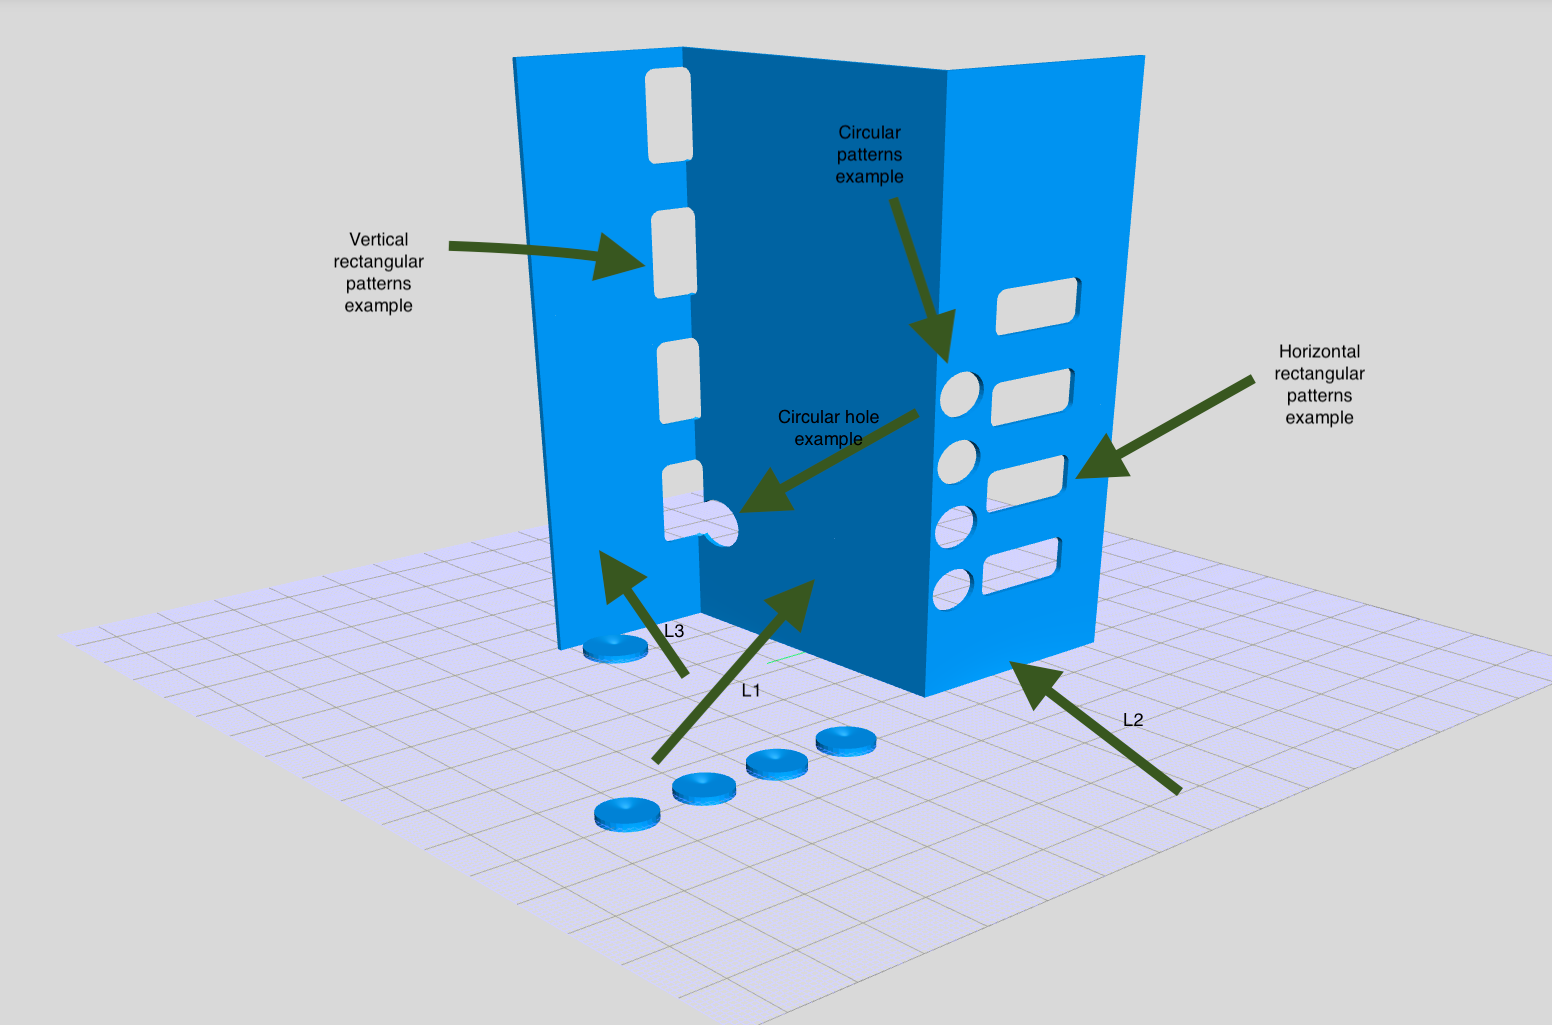 Circular
patterns
example
Vertical
rectangular
patterns
example
Horizontal
rectangular
patterns
example
Circular hole
example
L3
L1
L2